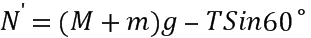 N' = (M + m)g − TSin60°